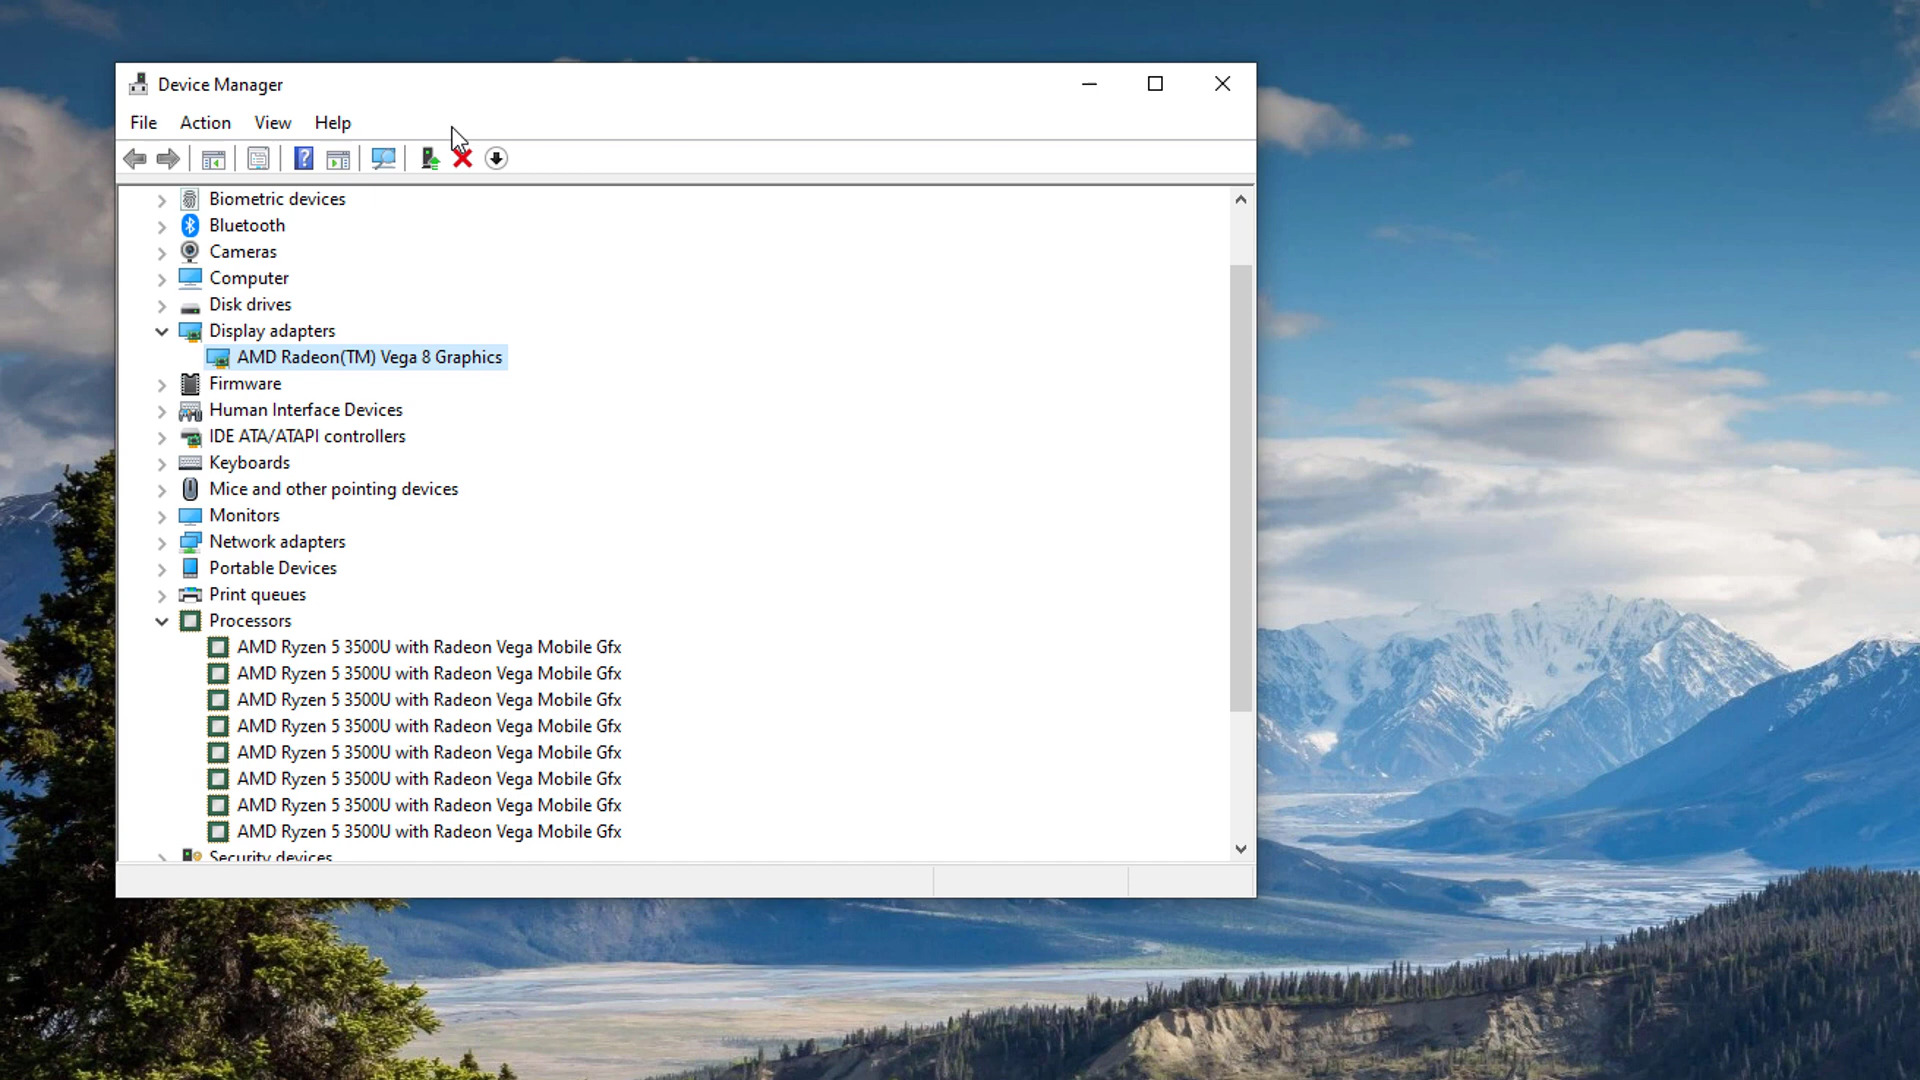 Device Manager
File Action View Help
Biometric devices
Bluetooth
Cameras
Computer
Disk drives
Display adapters
AMD Radeon(TM) Vega 8 Graphics
Firmware
Human Interface Devices
IDE ATA/ATAPI controllers
Keyboards
Mice and other pointing devices
Monitors
Network adapters
Portable Devices
Print queues
Processors
AMD Ryzen 5 3500U with Radeon Vega Mobile Gfx
AMD Ryzen 5 3500U with Radeon Vega Mobile Gfx
AMD Ryzen 5 3500U with Radeon Vega Mobile Gfx
AMD Ryzen 5 3500U with Radeon Vega Mobile Gfx
AMD Ryzen 5 3500U with Radeon Vega Mobile Gfx
AMD Ryzen 5 3500U with Radeon Vega Mobile Gfx
AMD Ryzen 5 3500U with Radeon Vega Mobile Gfx
AMD Ryzen 5 3500U with Radeon Vega Mobile Gfx
Security devices